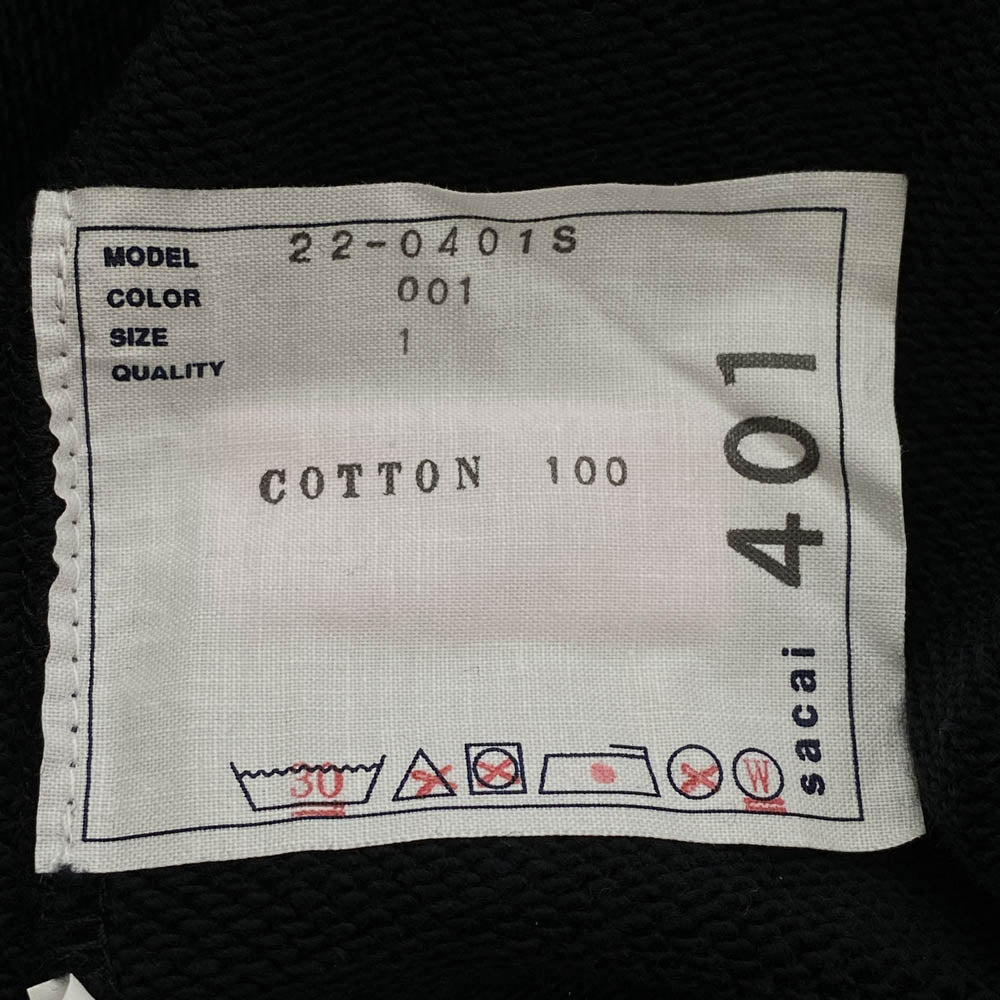 MODEL 22-0401S
COLOR 001
SIZE 1
QUALITY
COTTON 100
sacai 401
30
W